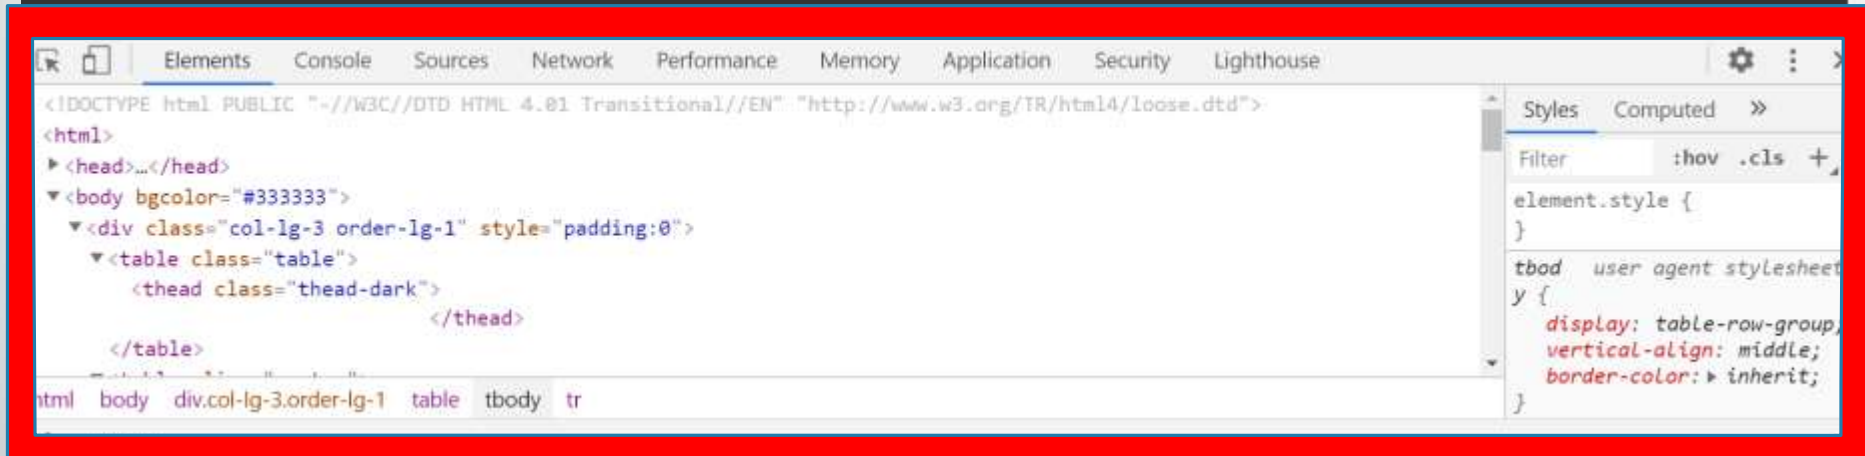 Elements Console Sources Network Performance Memory Application Security Lighthouse
<!DOCTYPE html PUBLIC "-//W3C//DTD HTML 4.01 Transitional//EN" "http://www.w3.org/TR/html4/loose.dtd">
<html>
▶<head>…</head>
▼<body bgcolor="#333333">
▼<div class="col-lg-3 order-lg-1" style="padding:0">
▼<table class="table">
<thead class="thead-dark">
</thead>
</table>
html body div.col-lg-3.order-lg-1 table tbody tr
Styles Computed »
Filter :hov .cls +
element.style {
}
tbod user agent stylesheet
y {
display: table-row-group;
vertical-align: middle;
border-color:▶ inherit;
}